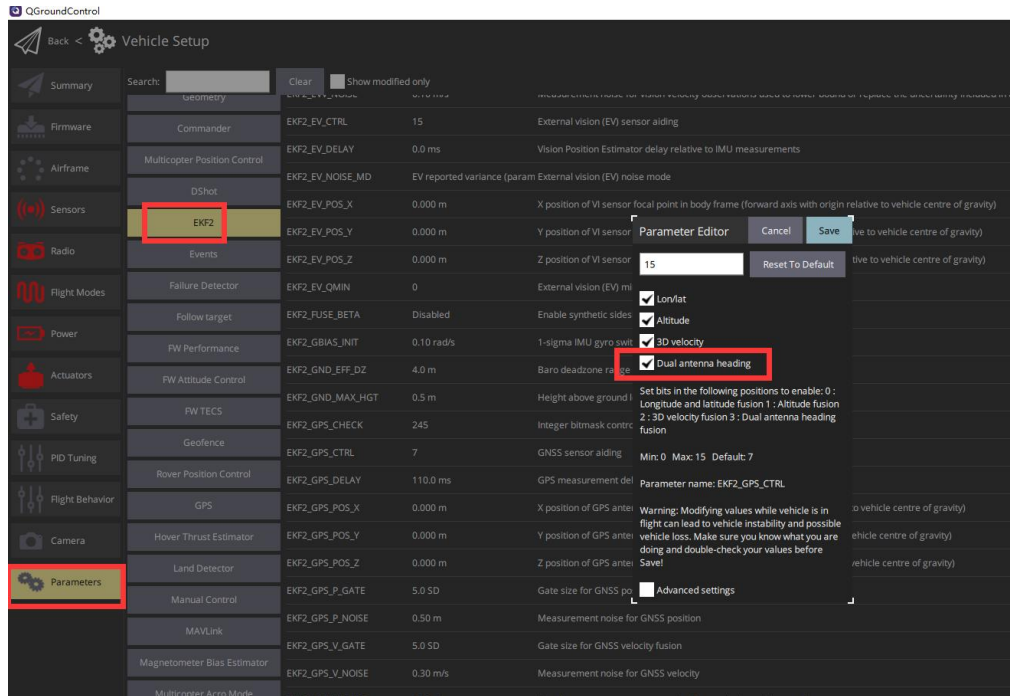 QGroundControl
Back < Vehicle Setup
Search: Clear Show modified only
Summary
Firmware
Airframe
Sensors
Radio
Flight Modes
Power
Actuators
Safety
PID Tuning
Flight Behavior
Camera
Parameters
Geometry
Commander
Multicopter Position Control
DShot
EKF2
Events
Failure Detector
Follow target
FW Performance
FW Attitude Control
FW TECS
Geofence
Rover Position Control
GPS
Hover Thrust Estimator
Land Detector
Manual Control
MAVLink
Magnetometer Bias Estimator
Multicopter Acro Mode
EKF2_EV_CTRL 15 External vision (EV) sensor aiding
EKF2_EV_DELAY 0.0 ms Vision Position Estimator delay relative to IMU measurements
EKF2_EV_NOISE_MD EV reported variance (param External vision (EV) noise mode
EKF2_EV_POS_X 0.000 m X position of VI sensor focal point in body frame (forward axis with origin relative to vehicle centre of gravity)
EKF2_EV_POS_Y 0.000 m Y position of VI sensor ive to vehicle centre of gravity)
EKF2_EV_POS_Z 0.000 m Z position of VI sensor tive to vehicle centre of gravity)
EKF2_EV_QMIN 0 External vision (EV) mi
EKF2_FUSE_BETA Disabled Enable synthetic sides
EKF2_GBIAS_INIT 0.10 rad/s 1-sigma IMU gyro swit
EKF2_GND_EFF_DZ 4.0 m Baro deadzone range
EKF2_GND_MAX_HGT 0.5 m Height above ground l
EKF2_GPS_CHECK 245 Integer bitmask contro
EKF2_GPS_CTRL 7 GNSS sensor aiding
EKF2_GPS_DELAY 110.0 ms GPS measurement del
EKF2_GPS_POS_X 0.000 m X position of GPS anten o vehicle centre of gravity)
EKF2_GPS_POS_Y 0.000 m Y position of GPS anten ehicle centre of gravity)
EKF2_GPS_POS_Z 0.000 m Z position of GPS anten vehicle centre of gravity)
EKF2_GPS_P_GATE 5.0 SD Gate size for GNSS po
EKF2_GPS_P_NOISE 0.50 m Measurement noise for GNSS position
EKF2_GPS_V_GATE 5.0 SD Gate size for GNSS velocity fusion
EKF2_GPS_V_NOISE 0.30 m/s Measurement noise for GNSS velocity
Parameter Editor Cancel Save
15 Reset To Default
Lon/lat
Altitude
3D velocity
Dual antenna heading
Set bits in the following positions to enable: 0 :
Longitude and latitude fusion 1 : Altitude fusion
2 : 3D velocity fusion 3 : Dual antenna heading
fusion
Min: 0 Max: 15 Default: 7
Parameter name: EKF2_GPS_CTRL
Warning: Modifying values while vehicle is in
flight can lead to vehicle instability and possible
vehicle loss. Make sure you know what you are
doing and double-check your values before
Save!
Advanced settings